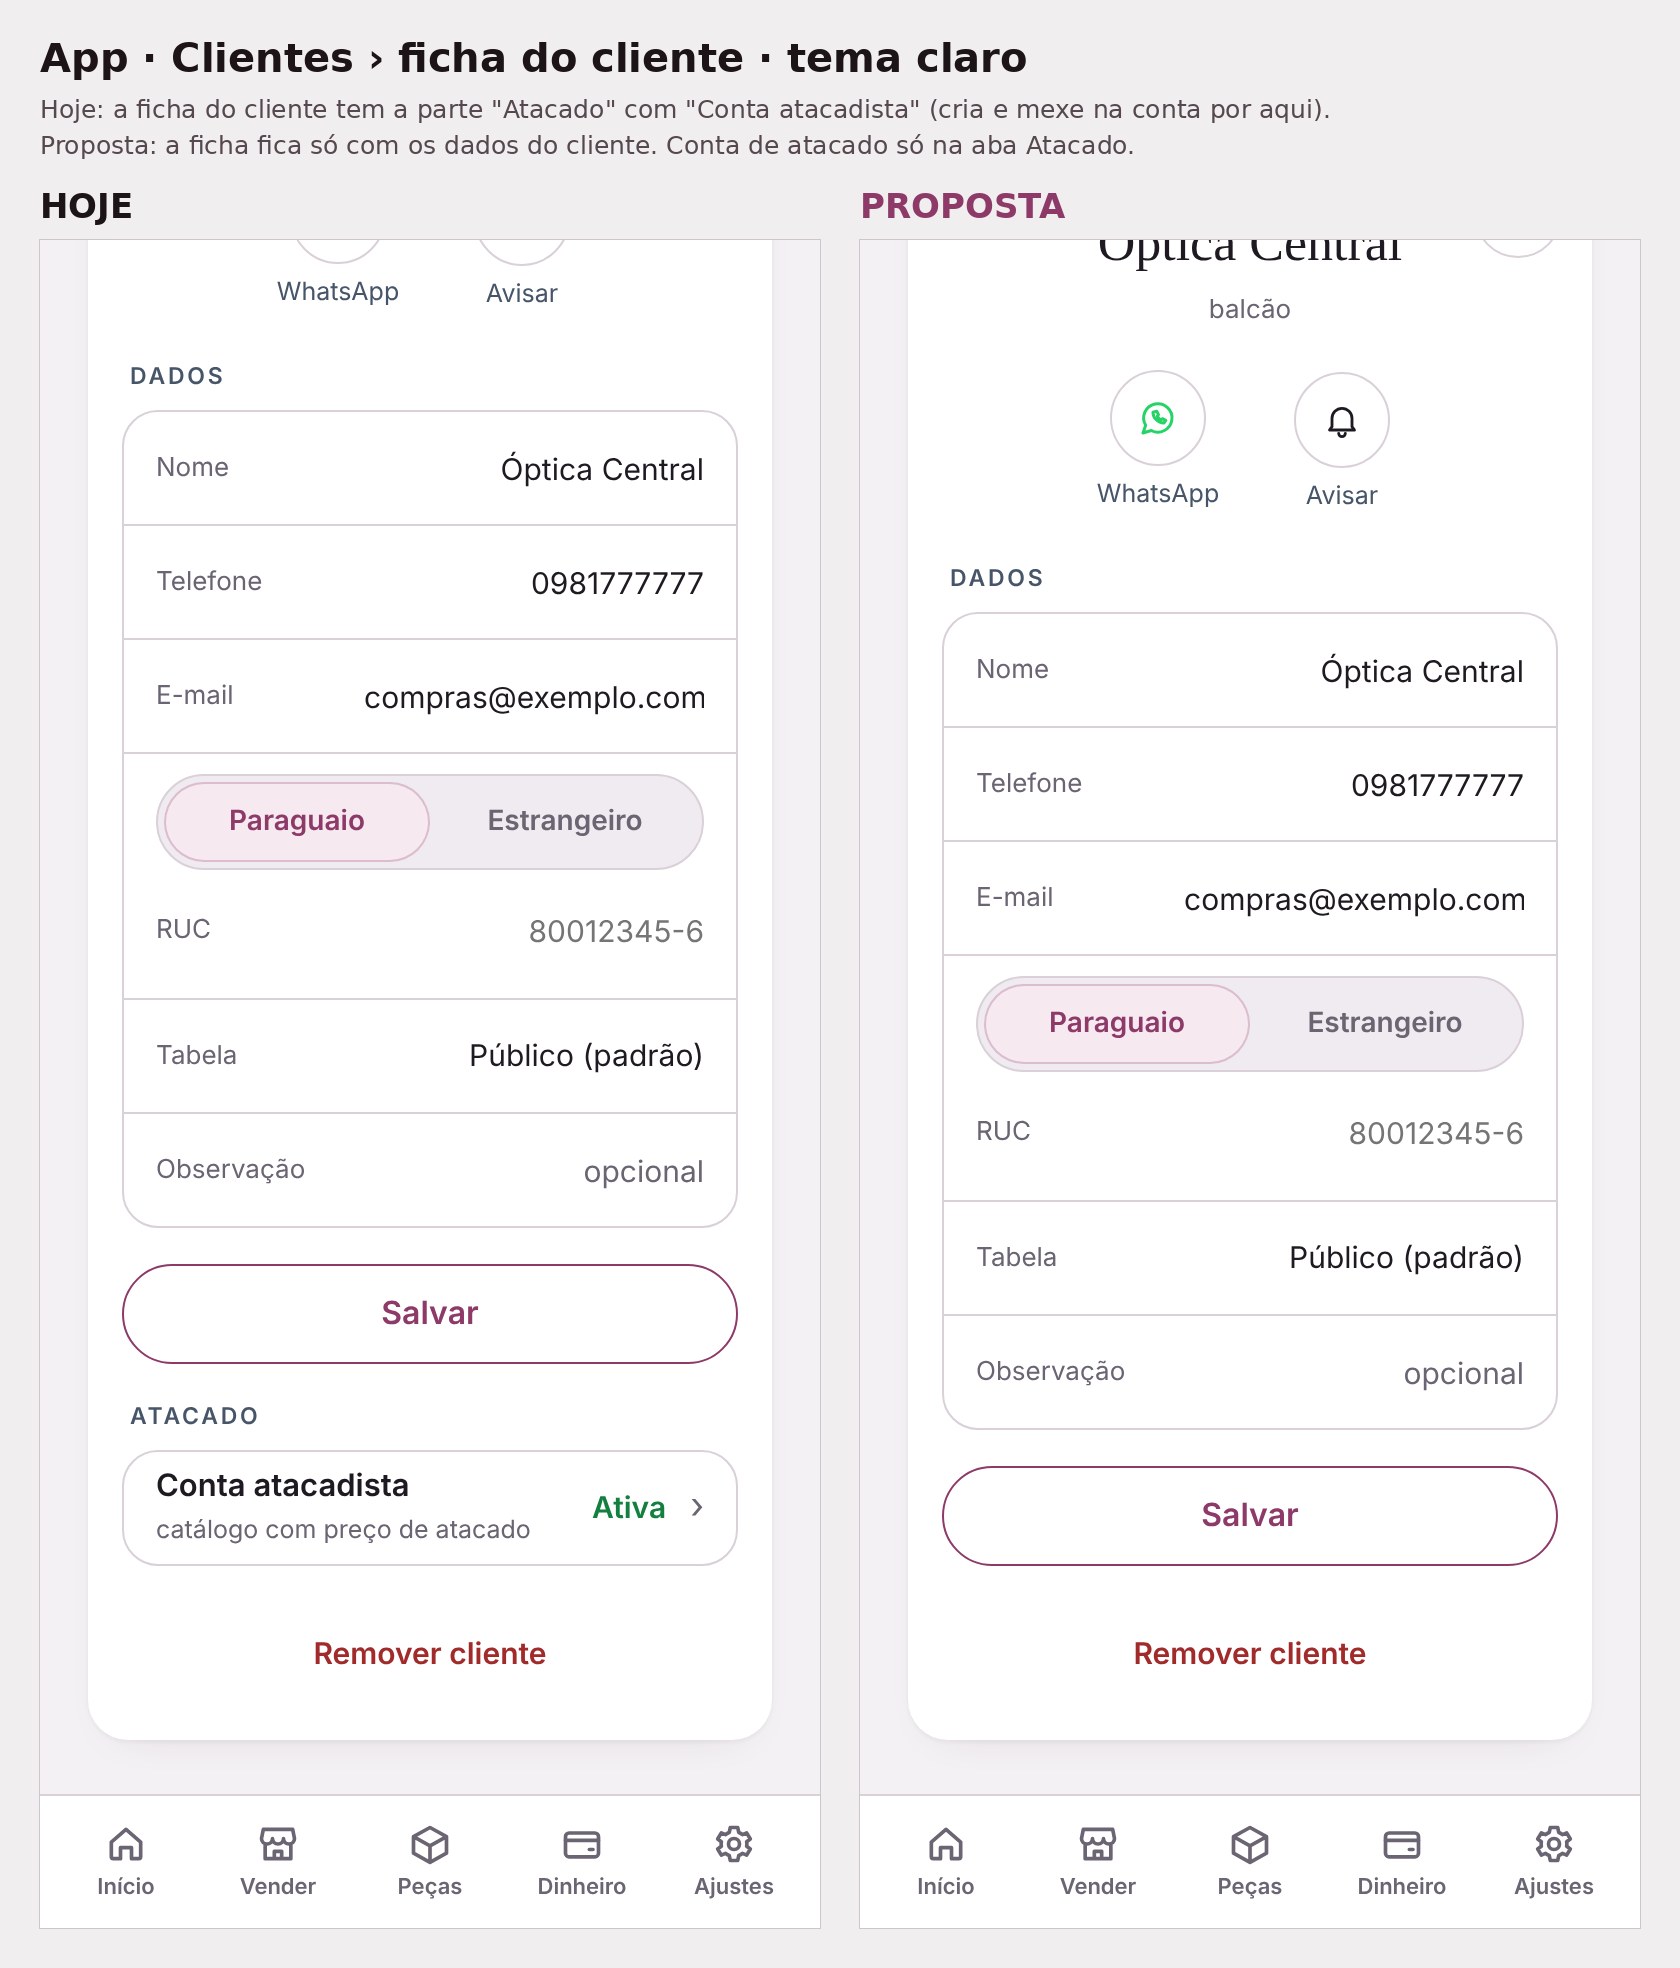 App · Clientes › ficha do cliente · tema claro
Hoje: a ficha do cliente tem a parte "Atacado" com "Conta atacadista" (cria e mexe na conta por aqui).
Proposta: a ficha fica só com os dados do cliente. Conta de atacado só na aba Atacado.
HOJE
WhatsApp Avisar
DADOS
Nome Óptica Central
Telefone 0981777777
E-mail compras@exemplo.com
Paraguaio Estrangeiro
RUC 80012345-6
Tabela Público (padrão)
Observação opcional
Salvar
ATACADO
Conta atacadista
catálogo com preço de atacado
Ativa ›
Remover cliente
Início Vender Peças Dinheiro Ajustes
PROPOSTA
Óptica Central
balcão
WhatsApp Avisar
DADOS
Nome Óptica Central
Telefone 0981777777
E-mail compras@exemplo.com
Paraguaio Estrangeiro
RUC 80012345-6
Tabela Público (padrão)
Observação opcional
Salvar
Remover cliente
Início Vender Peças Dinheiro Ajustes